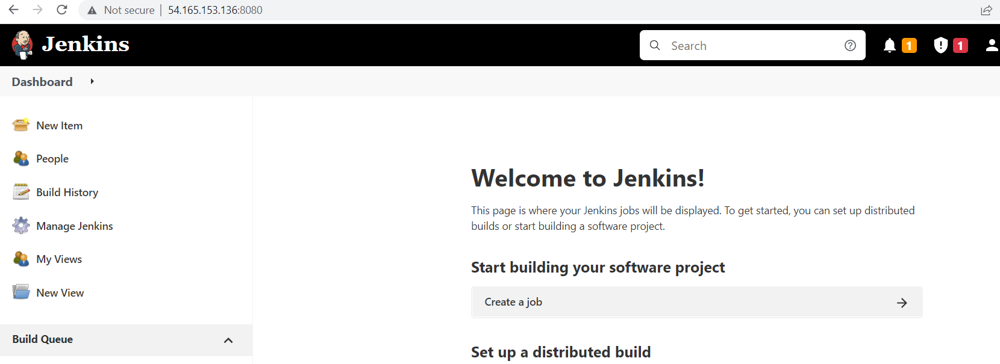 Not secure | 54.165.153.136:8080
Jenkins
Search
1
1
Dashboard
New Item
People
Build History
Manage Jenkins
My Views
New View
Build Queue
Welcome to Jenkins!
This page is where your Jenkins jobs will be displayed. To get started, you can set up distributed
builds or start building a software project.
Start building your software project
Create a job
Set up a distributed build